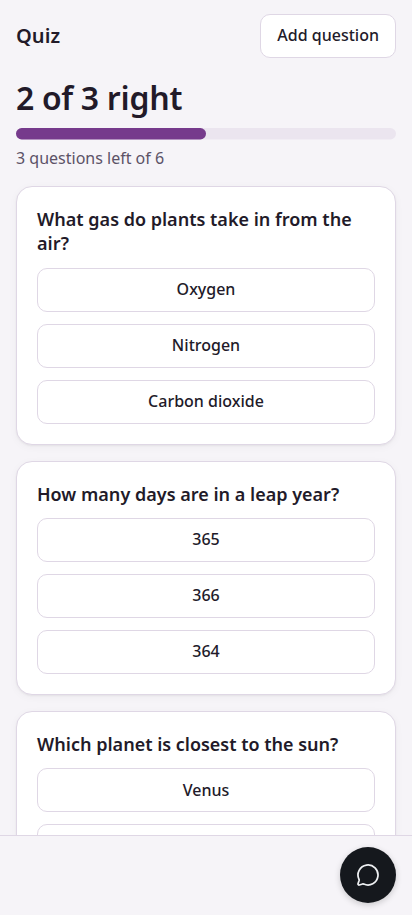 Quiz
Add question
2 of 3 right
3 questions left of 6
What gas do plants take in from the
air?
Oxygen
Nitrogen
Carbon dioxide
How many days are in a leap year?
365
366
364
Which planet is closest to the sun?
Venus